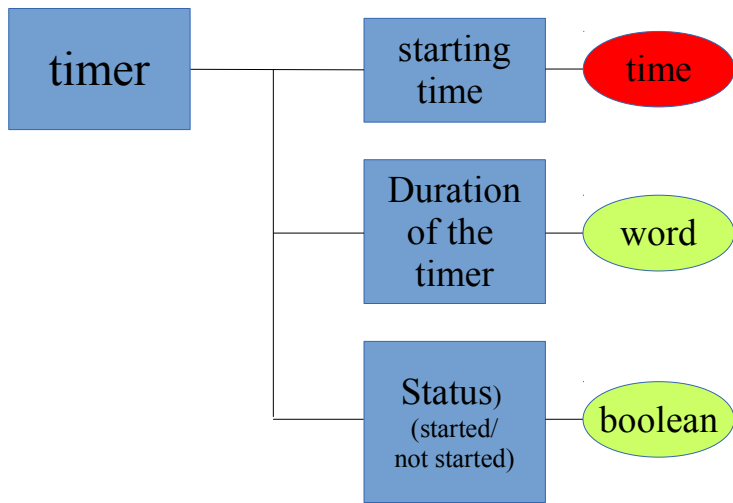 timer
starting
time
time
Duration
of the
timer
word
Status)
(started/
not started)
boolean